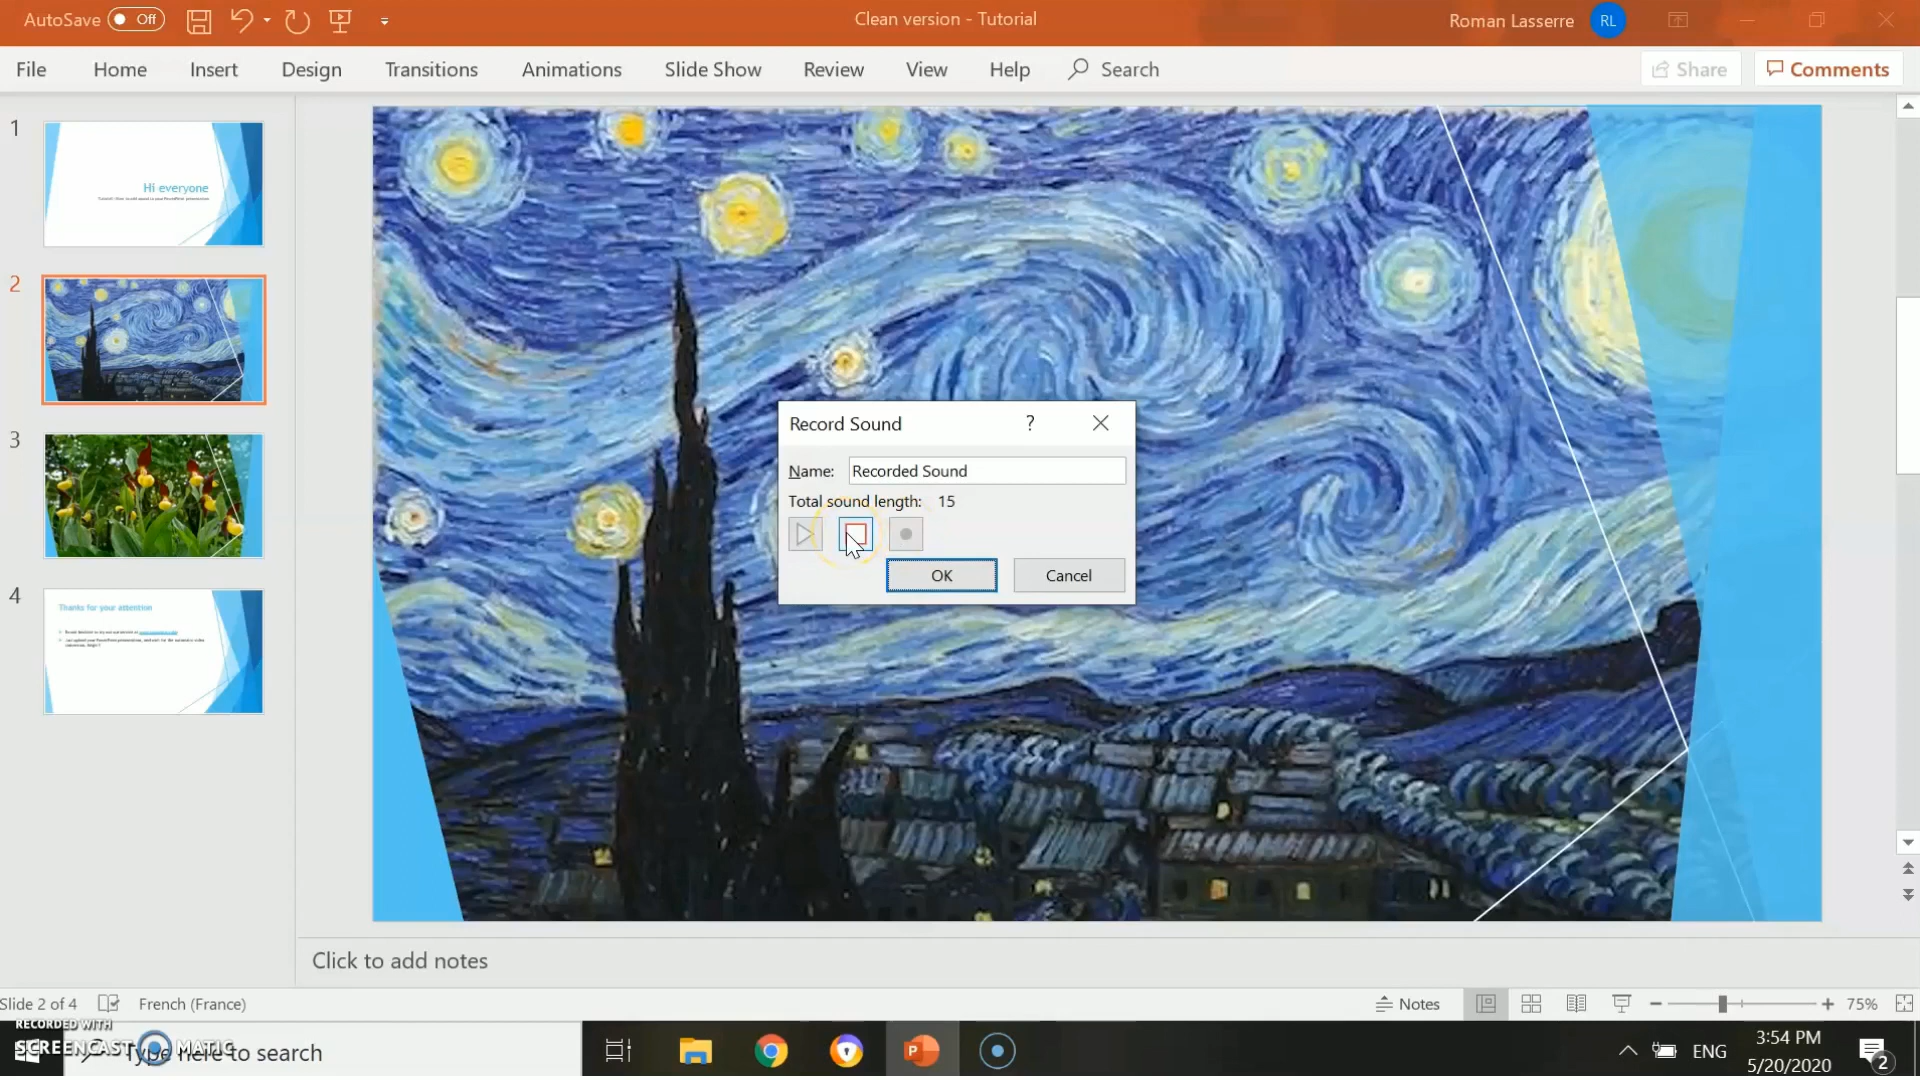 AutoSave Off
Clean version - Tutorial
Roman Lasserre RL
File Home Insert Design Transitions Animations Slide Show Review View Help Search
Share Comments
1
Hi everyone
2
3
4
Thanks for your attention
Record Sound ?
Name: Recorded Sound
Total sound length: 15
OK Cancel
Click to add notes
Slide 2 of 4 French (France)
Notes 75%
RECORDED WITH
SCREENCAST MATIC
Type here to search
P
ENG
3:54 PM
5/20/2020
2